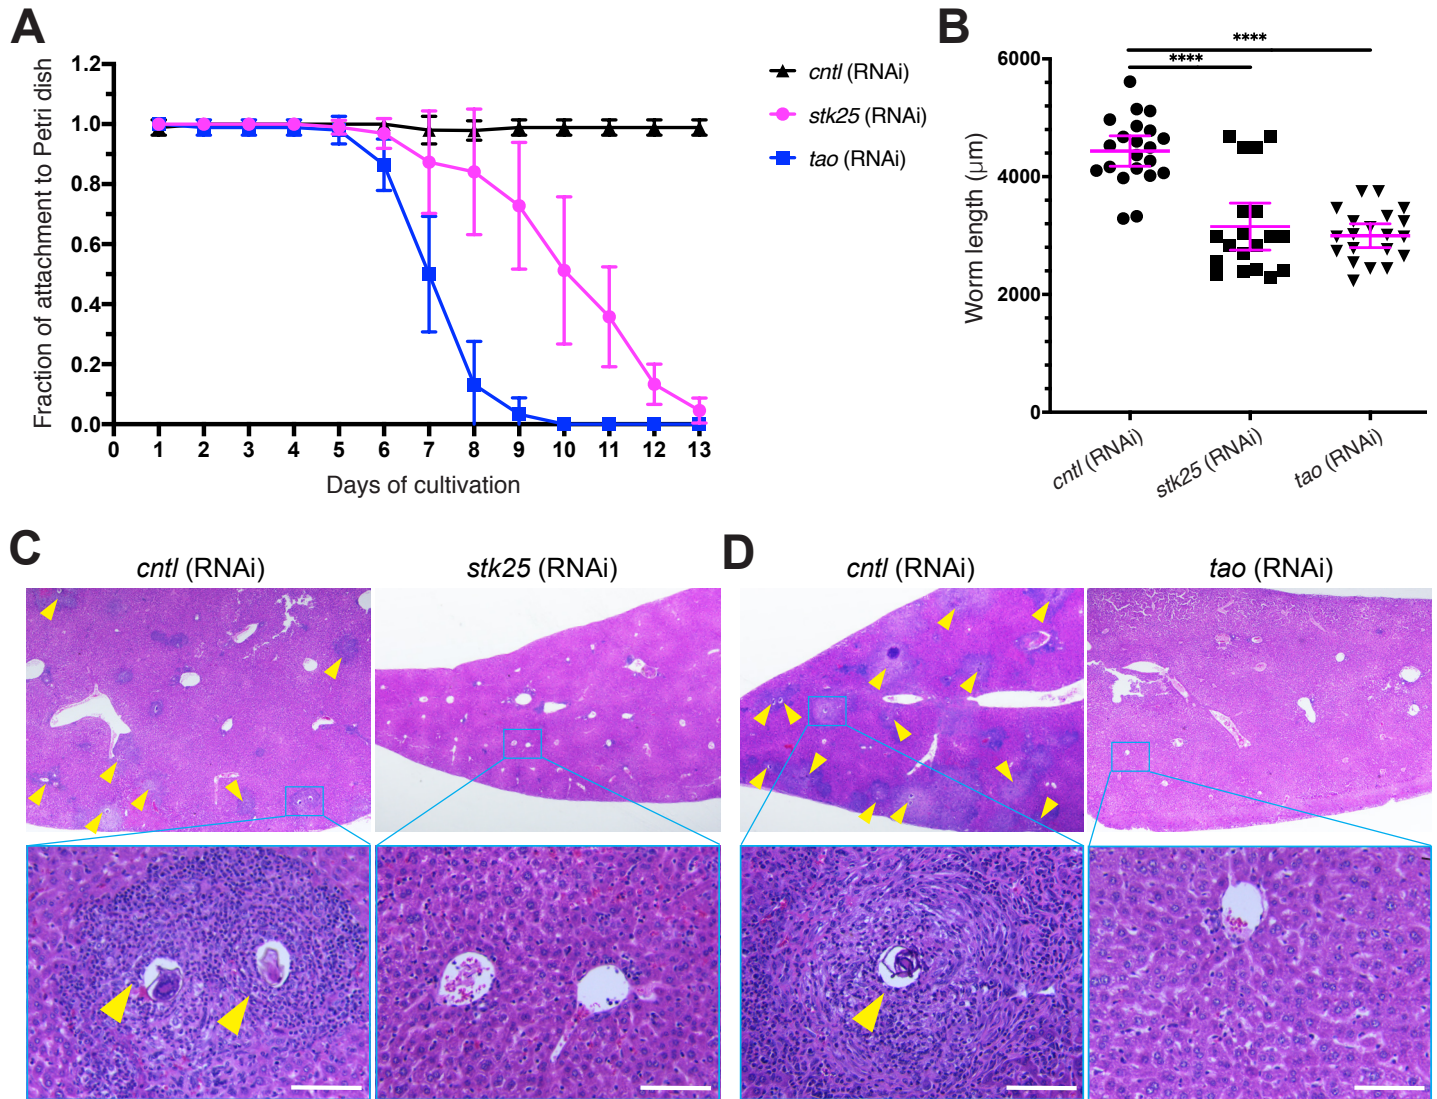 A
1.2
1.0
0.8
0.6
0.4
0.2
0.0
Fraction of attachment to Petri dish
0 1 2 3 4 5 6 7 8 9 10 11 12 13
Days of cultivation
cntl (RNAi)
stk25 (RNAi)
tao (RNAi)
B
****
****
6000
4000
2000
0
Worm length (μm)
cntl (RNAi)
stk25 (RNAi)
tao (RNAi)
C
cntl (RNAi)
stk25 (RNAi)
D
cntl (RNAi)
tao (RNAi)